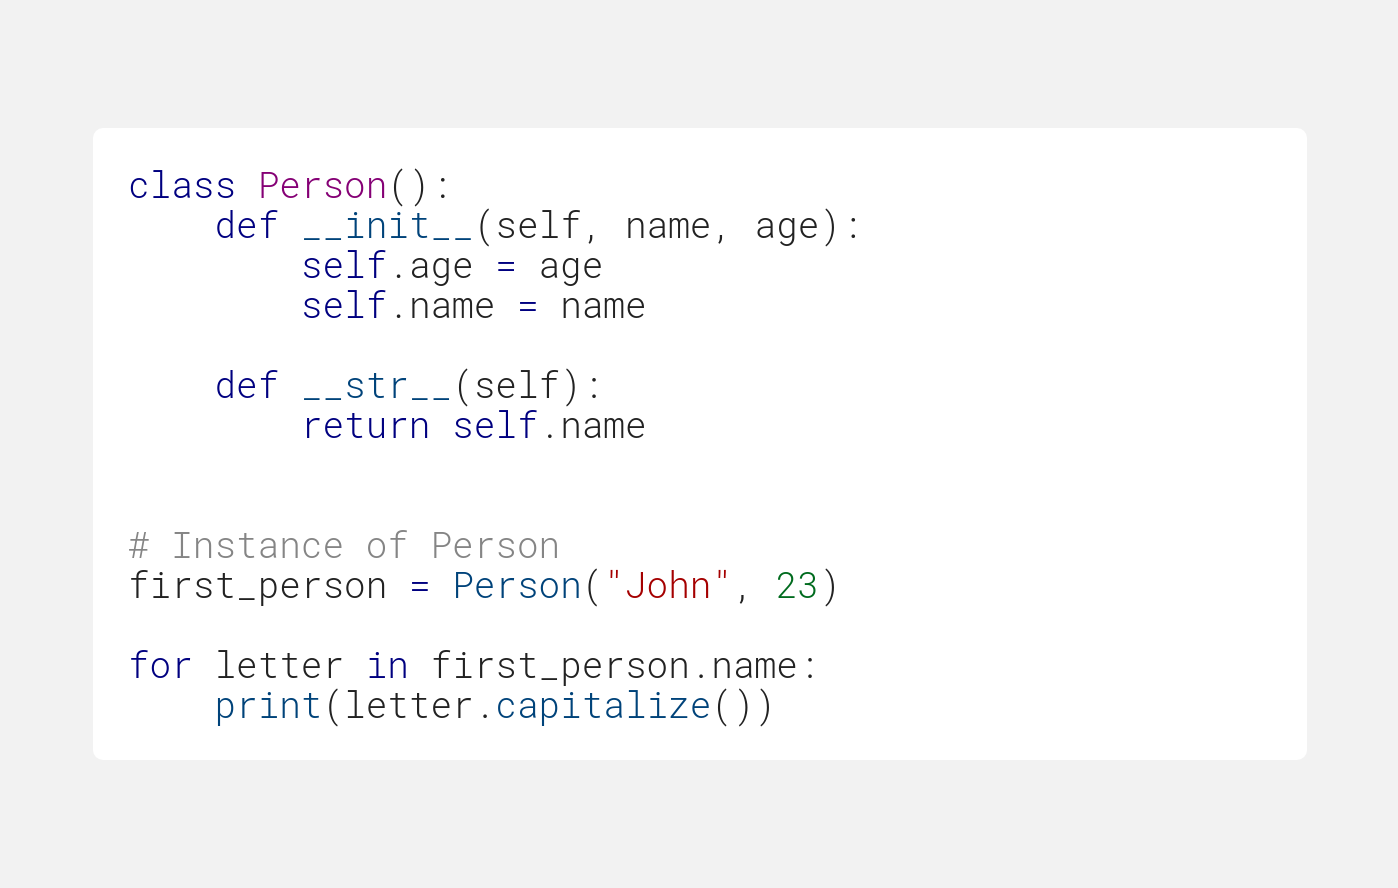 class Person():
    def __init__(self, name, age):
        self.age = age
        self.name = name

    def __str__(self):
        return self.name


# Instance of Person
first_person = Person("John", 23)

for letter in first_person.name:
    print(letter.capitalize())